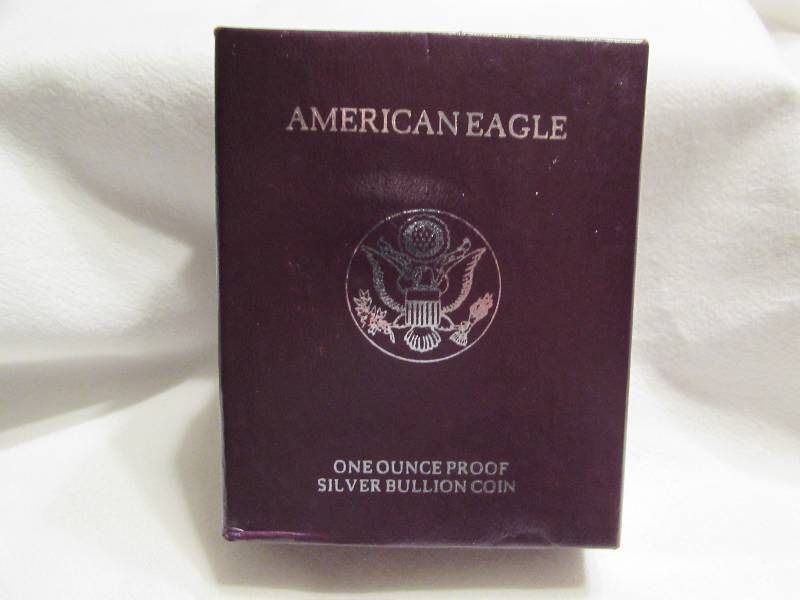 AMERICAN EAGLE
ONE OUNCE PROOF
SILVER BULLION COIN